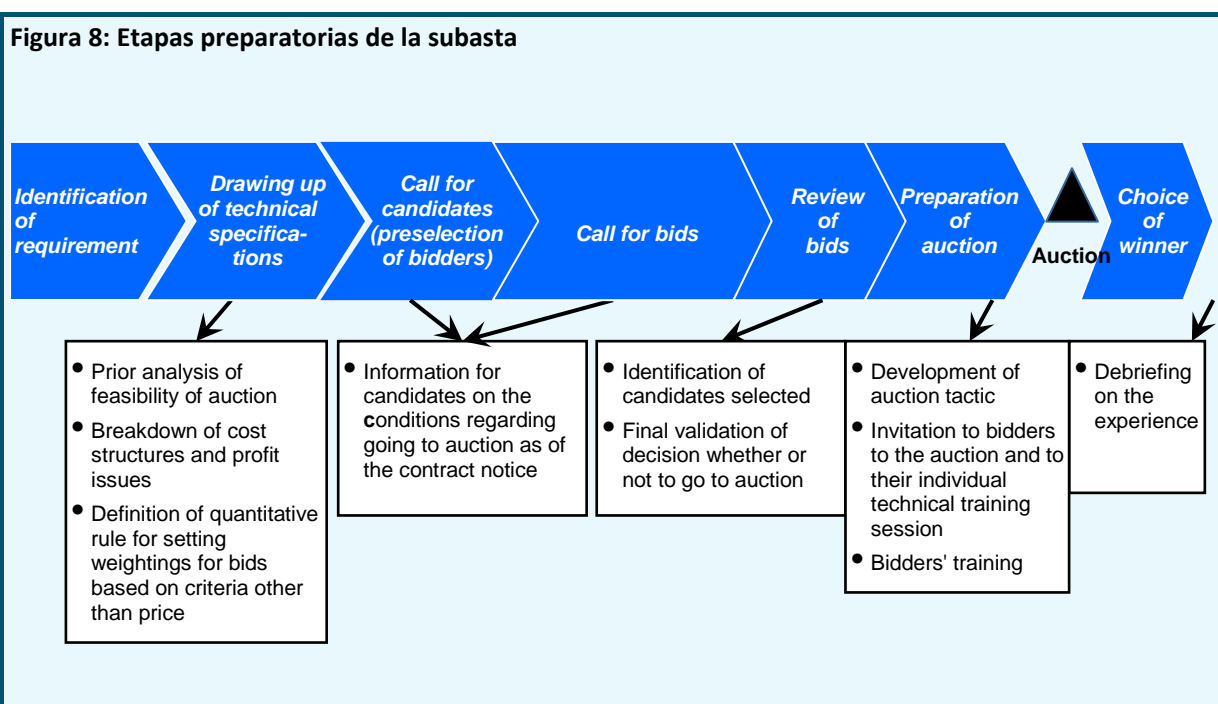 Figura 8: Etapas preparatorias de la subasta
Identification
of
requirement
Drawing up
of technical
specifica-
tions
Call for
candidates
(preselection
of bidders)
Call for bids
Review
of
bids
Preparation
of
auction
Auction
Choice
of
winner
• Prior analysis of
feasibility of auction
• Breakdown of cost
structures and profit
issues
• Definition of quantitative
rule for setting
weightings for bids
based on criteria other
than price
• Information for
candidates on the
conditions regarding
going to auction as of
the contract notice
• Identification of
candidates selected
• Final validation of
decision whether or
not to go to auction
• Development of
auction tactic
• Invitation to bidders
to the auction and to
their individual
technical training
session
• Bidders' training
• Debriefing
on the
experience